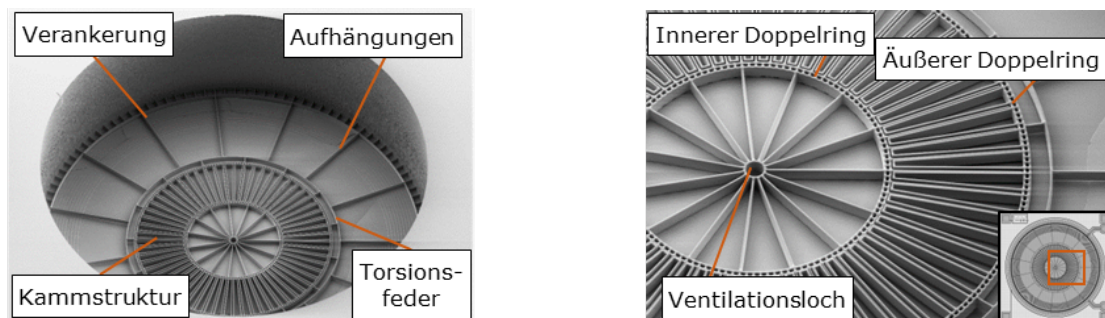 Verankerung
Aufhängungen
Kammstruktur
Torsions-
feder
Innerer Doppelring
Äußerer Doppelring
Ventilationsloch